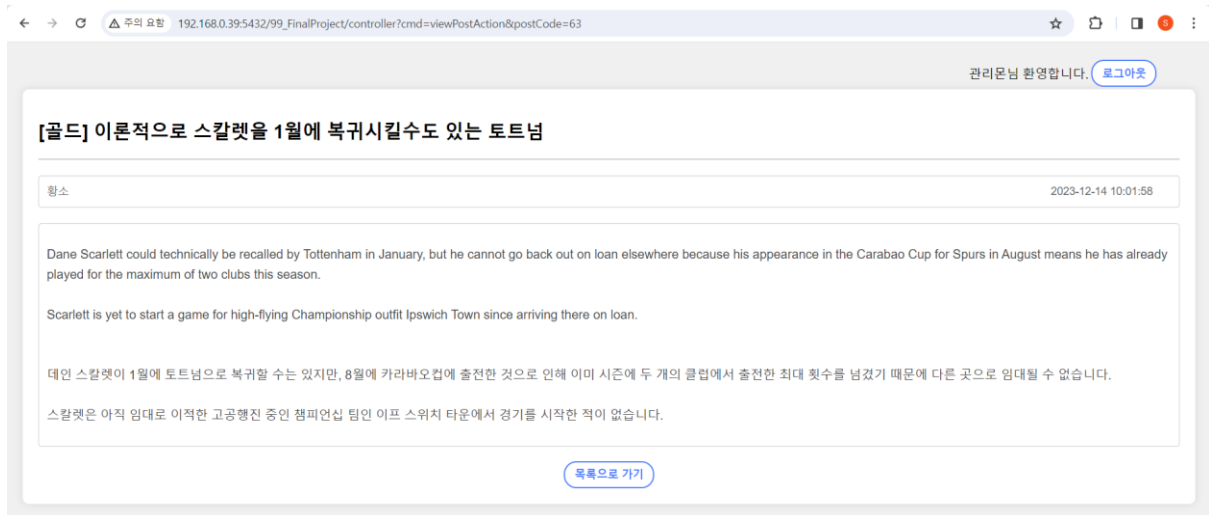 주의 요함 192.168.0.39:5432/99_FinalProject/controller?cmd=viewPostAction&postCode=63 S
관리몬님 환영합니다. 로그아웃
[골드] 이론적으로 스칼렛을 1월에 복귀시킬수도 있는 토트넘
황소 2023-12-14 10:01:58
Dane Scarlett could technically be recalled by Tottenham in January, but he cannot go back out on loan elsewhere because his appearance in the Carabao Cup for Spurs in August means he has already
played for the maximum of two clubs this season.
Scarlett is yet to start a game for high-flying Championship outfit Ipswich Town since arriving there on loan.
데인 스칼렛이 1월에 토트넘으로 복귀할 수는 있지만, 8월에 카라바오컵에 출전한 것으로 인해 이미 시즌에 두 개의 클럽에서 출전한 최대 횟수를 넘겼기 때문에 다른 곳으로 임대될 수 없습니다.
스칼렛은 아직 임대로 이적한 고공행진 중인 챔피언십 팀인 이프 스위치 타운에서 경기를 시작한 적이 없습니다.
목록으로 가기